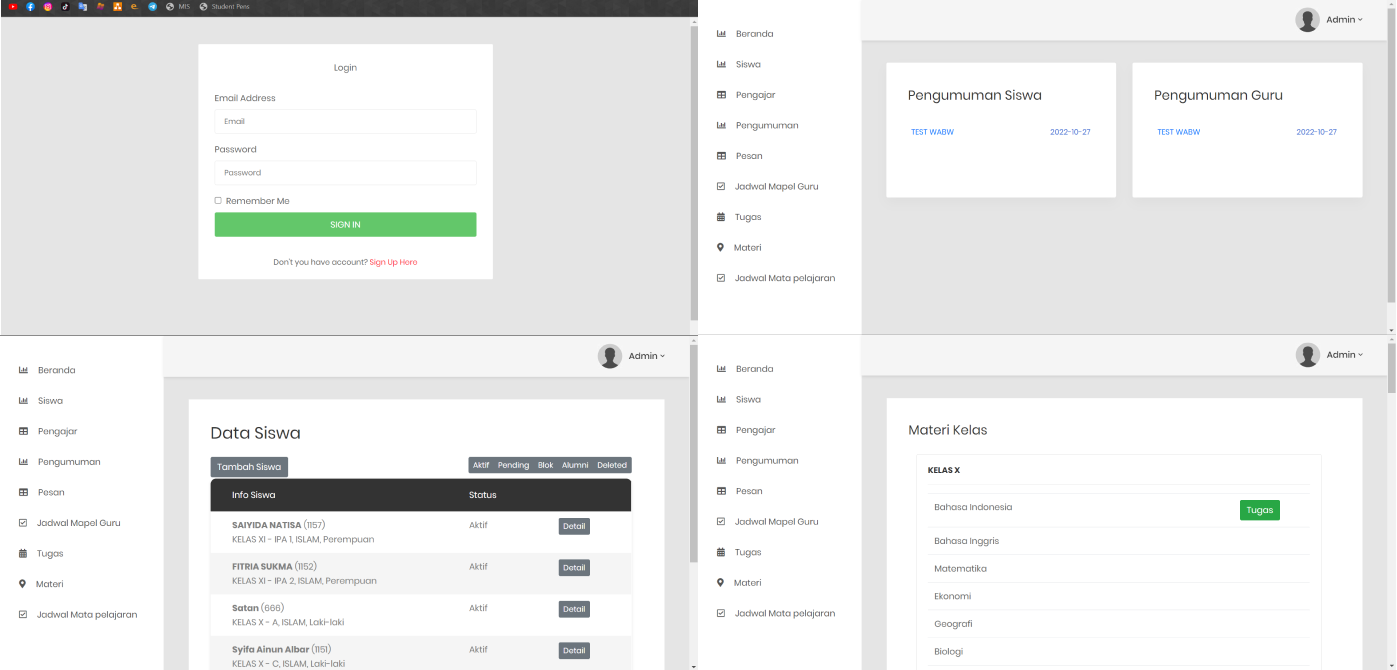 MIS
Student Pens
Login
Email Address
Email
Password
Password
Remember Me
SIGN IN
Don't you have account? Sign Up Here
Admin
Beranda
Siswa
Pengajar
Pengumuman
Pesan
Jadwal Mapel Guru
Tugas
Materi
Jadwal Mata pelajaran
Pengumuman Siswa
TEST WABW 2022-10-27
Pengumuman Guru
TEST WABW 2022-10-27
Admin
Beranda
Siswa
Pengajar
Pengumuman
Pesan
Jadwal Mapel Guru
Tugas
Materi
Jadwal Mata pelajaran
Data Siswa
Tambah Siswa
Aktif Pending Blok Alumni Deleted
Info Siswa Status
SAIYIDA NATISA (1157) Aktif Detail
KELAS XI - IPA 1, ISLAM, Perempuan
FITRIA SUKMA (1152) Aktif Detail
KELAS XI - IPA 2, ISLAM, Perempuan
Satan (666) Aktif Detail
KELAS X - A, ISLAM, Laki-laki
Syifa Ainun Albar (1151) Aktif Detail
KELAS X - C, ISLAM, Laki-laki
Admin
Beranda
Siswa
Pengajar
Pengumuman
Pesan
Jadwal Mapel Guru
Tugas
Materi
Jadwal Mata pelajaran
Materi Kelas
KELAS X
Bahasa Indonesia Tugas
Bahasa Inggris
Matematika
Ekonomi
Geografi
Biologi